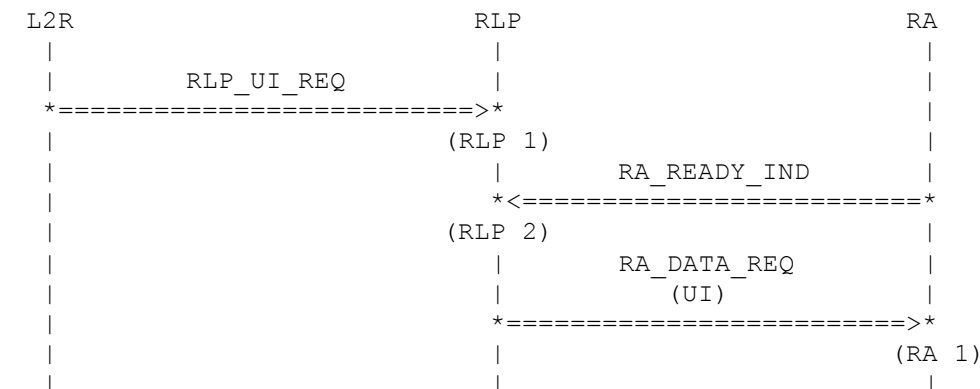 L2R RLP RA
| | |
| RLP_UI_REQ | |
*==========================>* |
| (RLP 1) |
| | RA_READY_IND |
| *<==========================*
| (RLP 2) |
| | RA_DATA_REQ |
| | (UI) |
| *=========================>*
| | (RA 1)
| | |